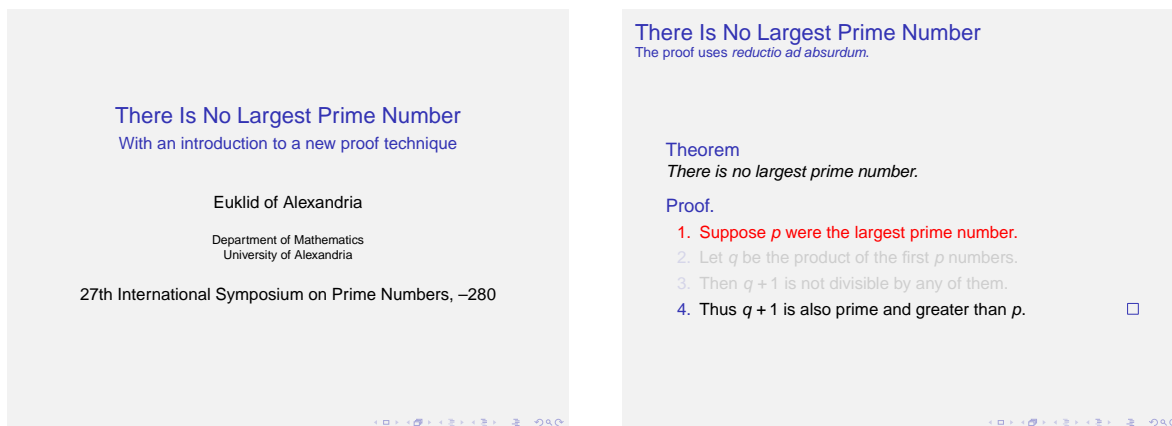 There Is No Largest Prime Number
With an introduction to a new proof technique
Euklid of Alexandria
Department of Mathematics
University of Alexandria
27th International Symposium on Prime Numbers, –280
There Is No Largest Prime Number
The proof uses reductio ad absurdum.
Theorem
There is no largest prime number.
Proof.
1. Suppose p were the largest prime number.
2. Let q be the product of the first p numbers.
3. Then q + 1 is not divisible by any of them.
4. Thus q + 1 is also prime and greater than p.